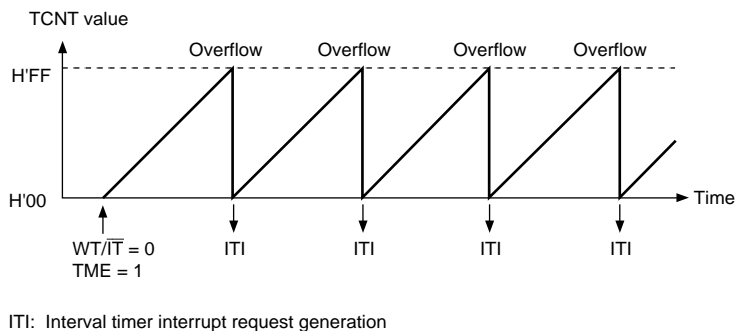 TCNT value
Overflow Overflow Overflow Overflow
H'FF
H'00
Time
WT/I̅T̅ = 0
TME = 1
ITI ITI ITI ITI
ITI: Interval timer interrupt request generation